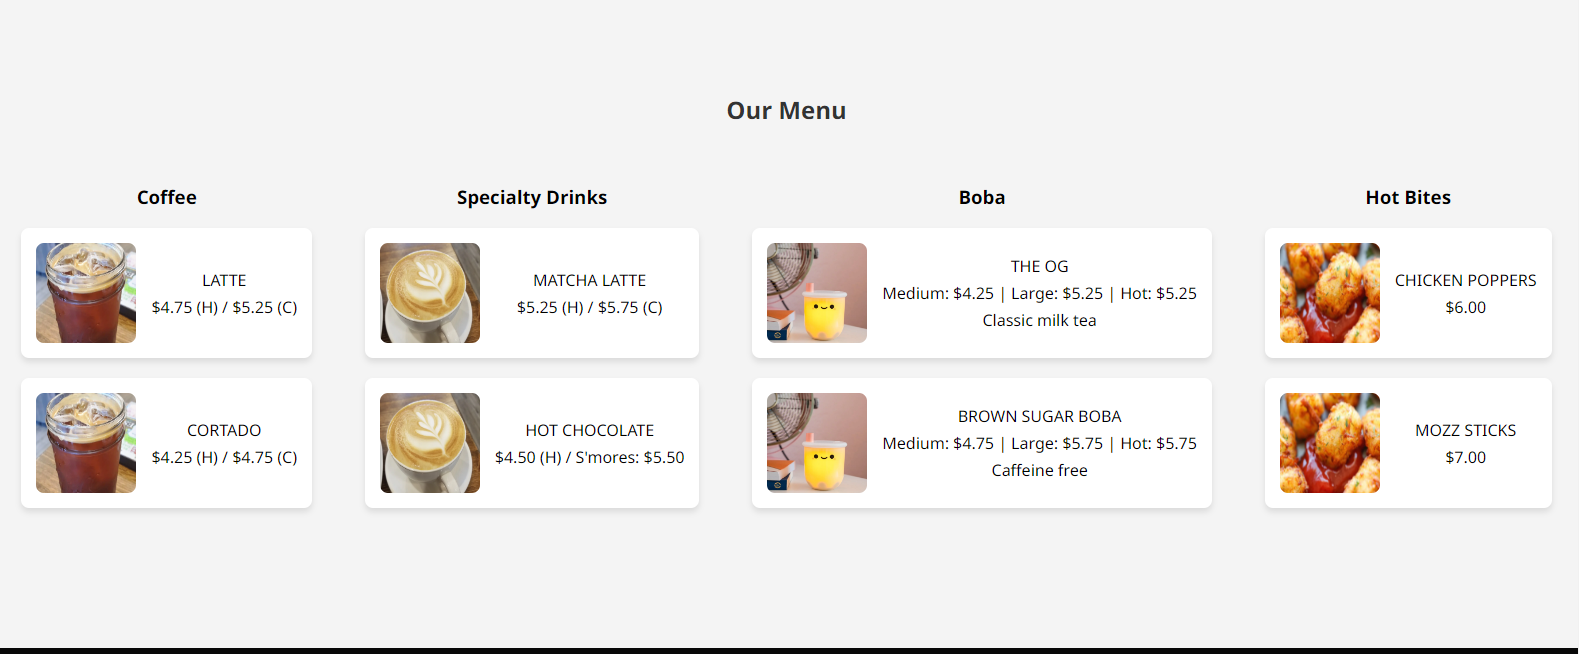 Our Menu
Coffee
LATTE
$4.75 (H) / $5.25 (C)
CORTADO
$4.25 (H) / $4.75 (C)
Specialty Drinks
MATCHA LATTE
$5.25 (H) / $5.75 (C)
HOT CHOCOLATE
$4.50 (H) / S'mores: $5.50
Boba
THE OG
Medium: $4.25 | Large: $5.25 | Hot: $5.25
Classic milk tea
BROWN SUGAR BOBA
Medium: $4.75 | Large: $5.75 | Hot: $5.75
Caffeine free
Hot Bites
CHICKEN POPPERS
$6.00
MOZZ STICKS
$7.00